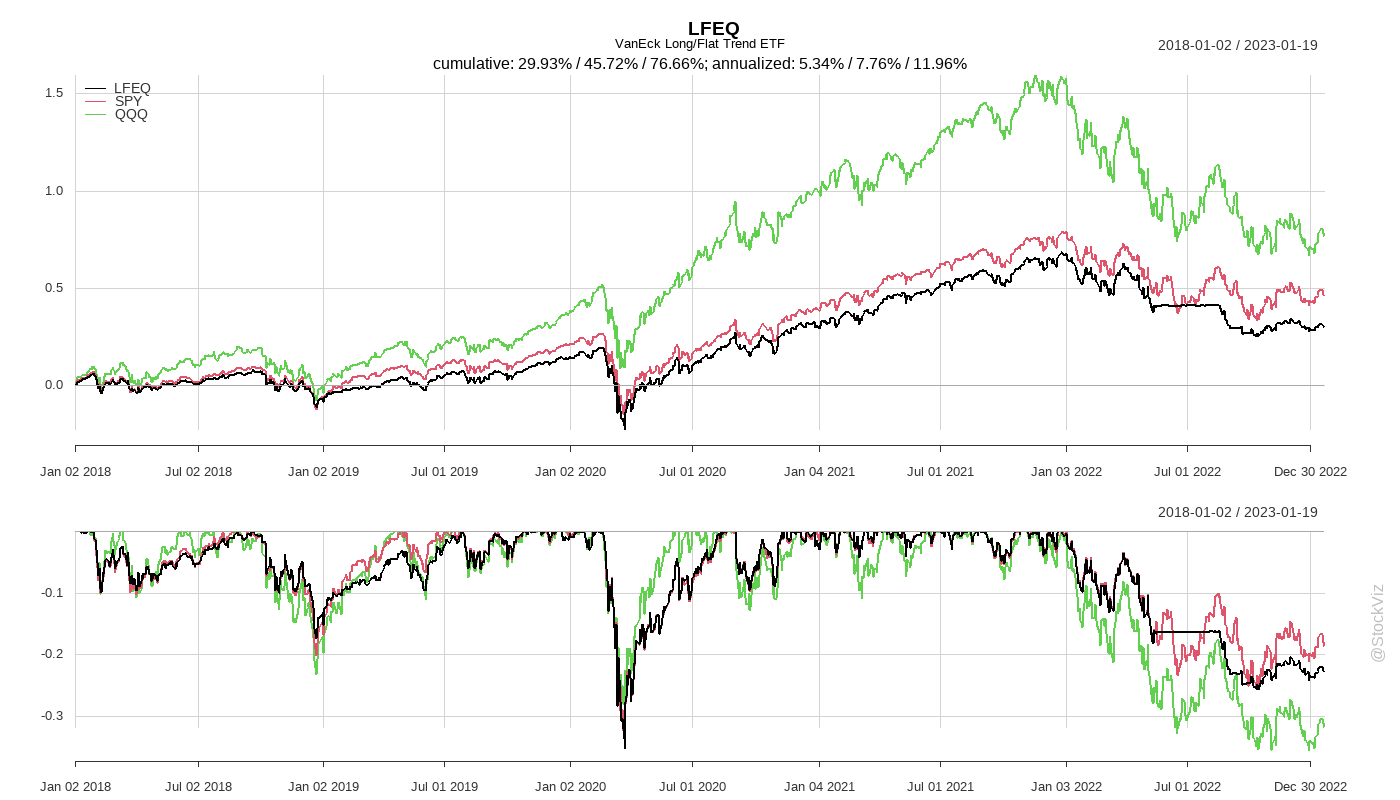 LFEQ
VanEck Long/Flat Trend ETF
2018-01-02 / 2023-01-19
cumulative: 29.93% / 45.72% / 76.66%; annualized: 5.34% / 7.76% / 11.96%
LFEQ
SPY
QQQ
1.5
1.0
0.5
0.0
Jan 02 2018 Jul 02 2018 Jan 02 2019 Jul 01 2019 Jan 02 2020 Jul 01 2020 Jan 04 2021 Jul 01 2021 Jan 03 2022 Jul 01 2022 Dec 30 2022
2018-01-02 / 2023-01-19
-0.1
-0.2
-0.3
Jan 02 2018 Jul 02 2018 Jan 02 2019 Jul 01 2019 Jan 02 2020 Jul 01 2020 Jan 04 2021 Jul 01 2021 Jan 03 2022 Jul 01 2022 Dec 30 2022
@StockViz